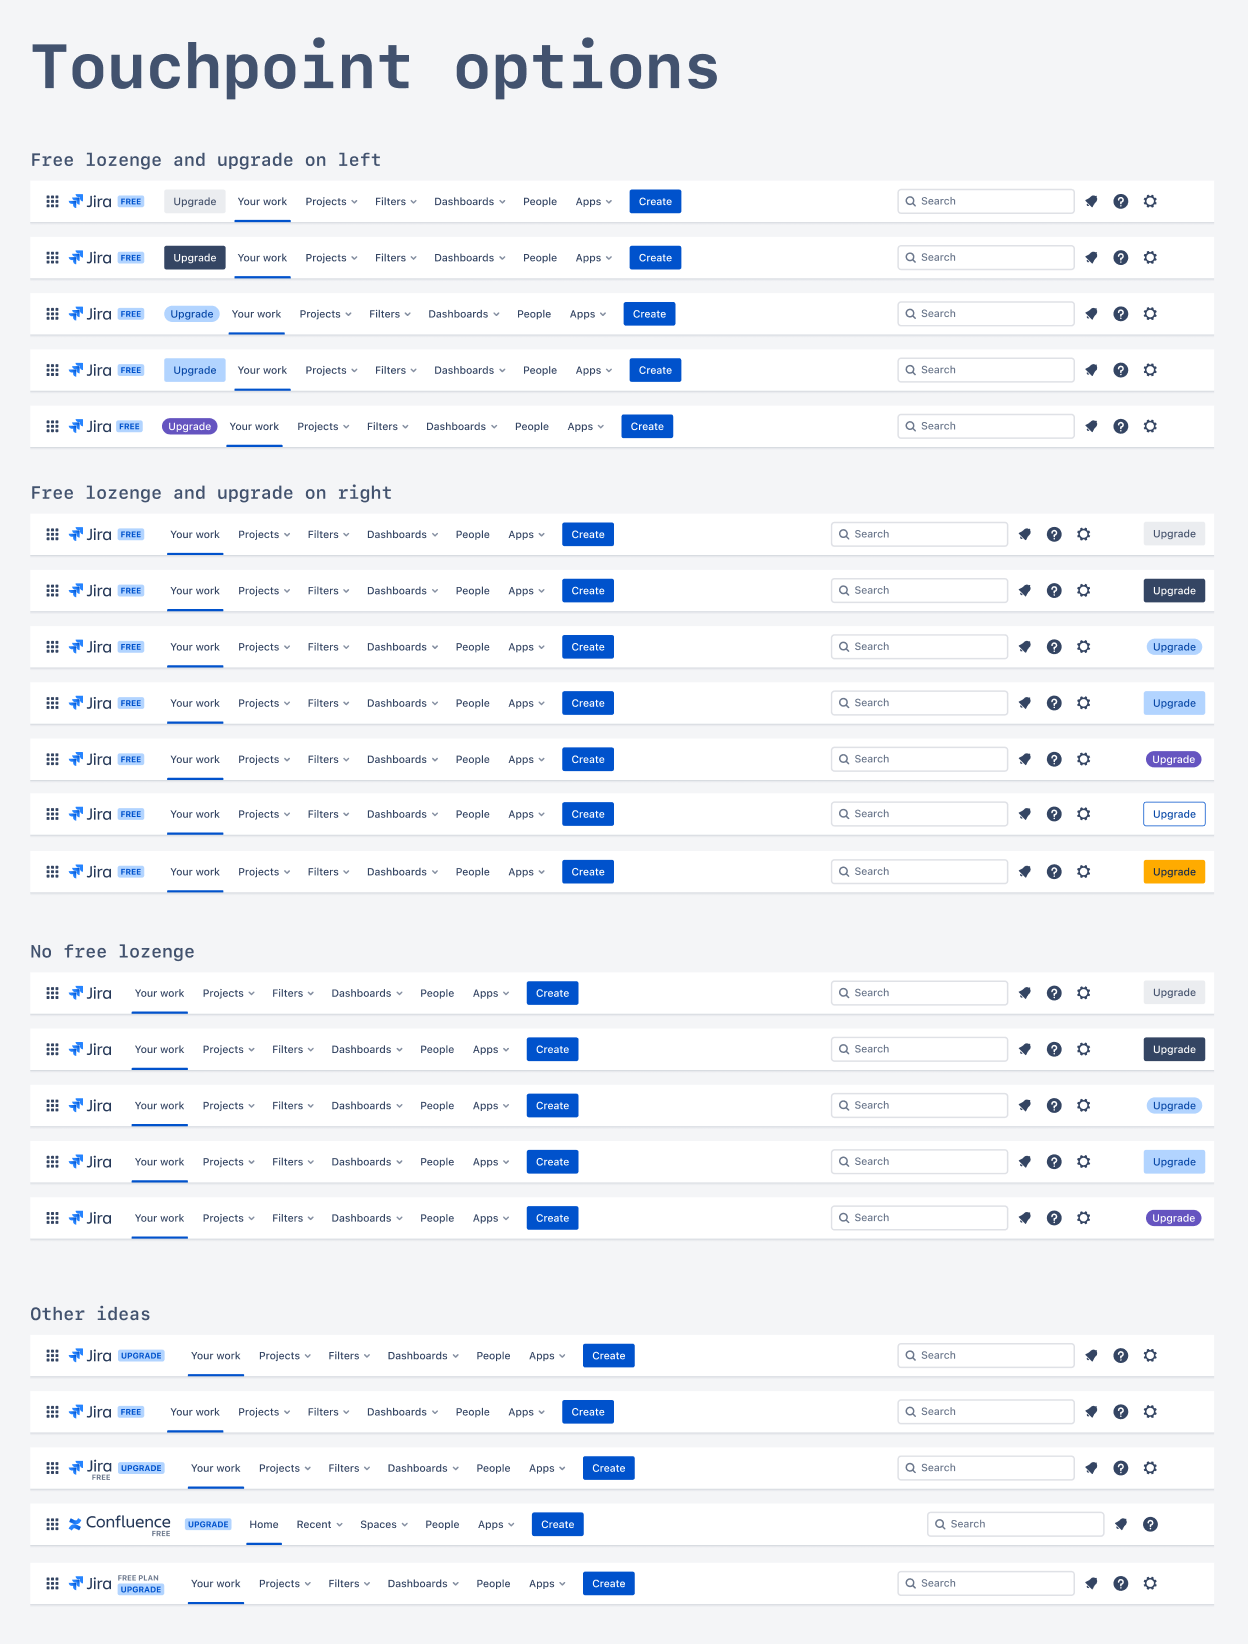 Touchpoint options
Free lozenge and upgrade on left
Jira FREE Upgrade Your work Projects Filters Dashboards People Apps Create Search
Jira FREE Upgrade Your work Projects Filters Dashboards People Apps Create Search
Jira FREE Upgrade Your work Projects Filters Dashboards People Apps Create Search
Jira FREE Upgrade Your work Projects Filters Dashboards People Apps Create Search
Jira FREE Upgrade Your work Projects Filters Dashboards People Apps Create Search
Free lozenge and upgrade on right
Jira FREE Your work Projects Filters Dashboards People Apps Create Search ? Upgrade
Jira FREE Your work Projects Filters Dashboards People Apps Create Search ? Upgrade
Jira FREE Your work Projects Filters Dashboards People Apps Create Search ? Upgrade
Jira FREE Your work Projects Filters Dashboards People Apps Create Search ? Upgrade
Jira FREE Your work Projects Filters Dashboards People Apps Create Search ? Upgrade
Jira FREE Your work Projects Filters Dashboards People Apps Create Search ? Upgrade
Jira FREE Your work Projects Filters Dashboards People Apps Create Search ? Upgrade
No free lozenge
Jira Your work Projects Filters Dashboards People Apps Create Search ? Upgrade
Jira Your work Projects Filters Dashboards People Apps Create Search ? Upgrade
Jira Your work Projects Filters Dashboards People Apps Create Search ? Upgrade
Jira Your work Projects Filters Dashboards People Apps Create Search ? Upgrade
Jira Your work Projects Filters Dashboards People Apps Create Search ? Upgrade
Other ideas
Jira UPGRADE Your work Projects Filters Dashboards People Apps Create Search ?
Jira FREE Your work Projects Filters Dashboards People Apps Create Search ?
Jira UPGRADE Your work Projects Filters Dashboards People Apps Create Search ?
FREE
Confluence UPGRADE Home Recent Spaces People Apps Create Search ?
FREE
FREE PLAN
Jira UPGRADE Your work Projects Filters Dashboards People Apps Create Search ?